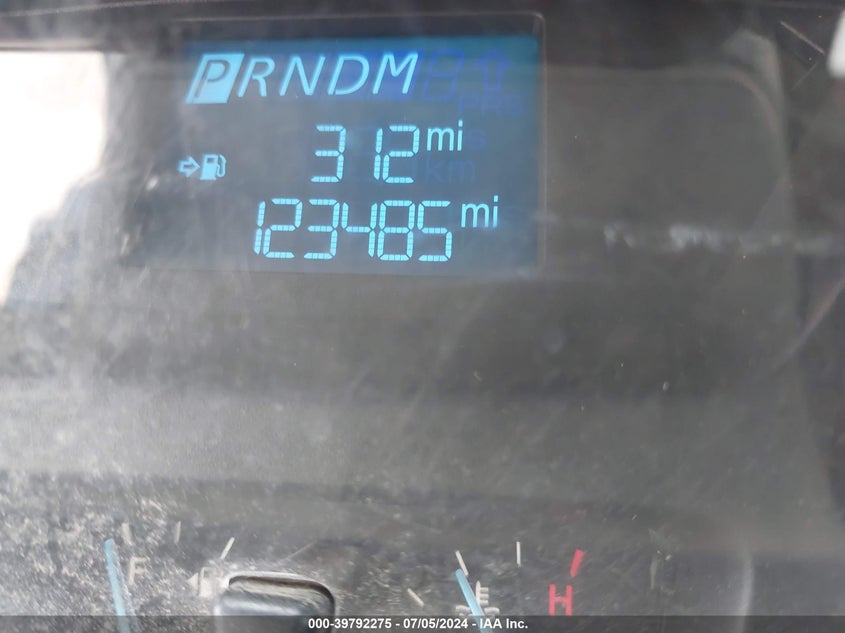 PRNDM
312 mi
123485 mi
F
H
000-39792275 - 07/05/2024 - IAA Inc.